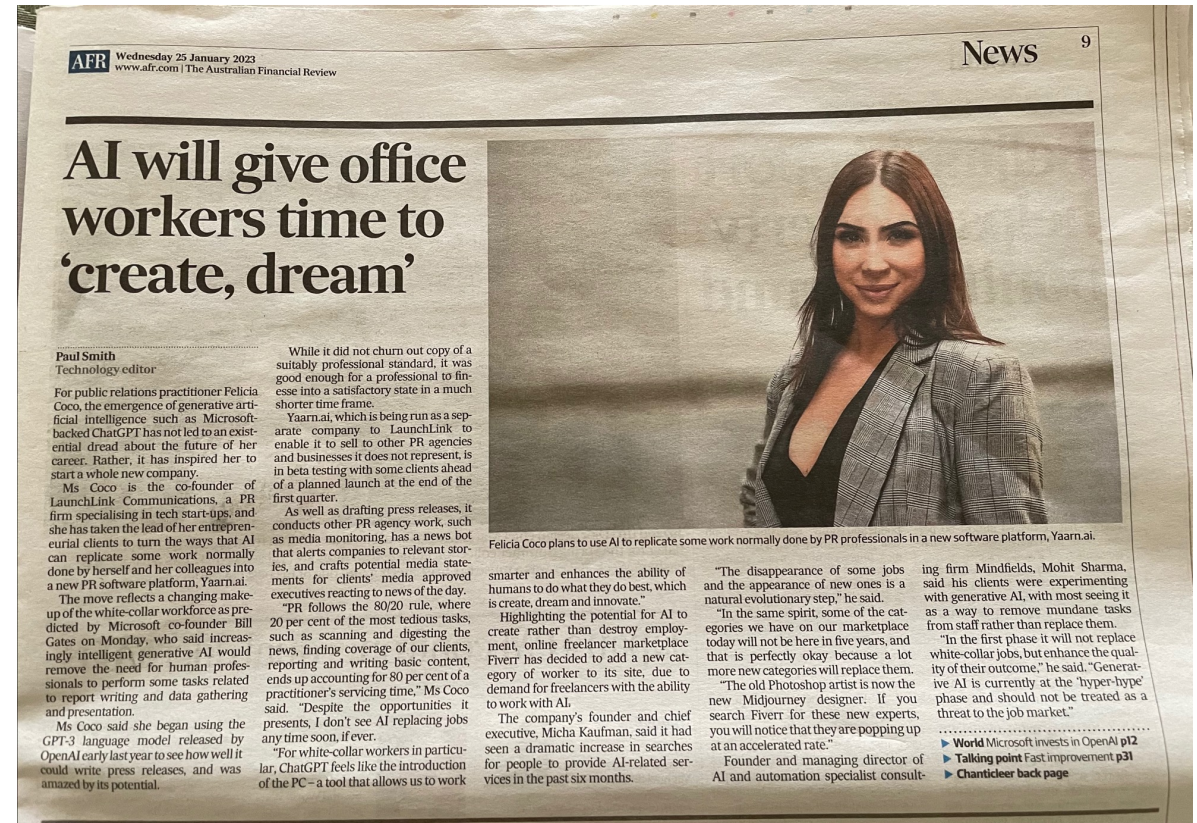 AFR
Wednesday 25 January 2023
www.afr.com | The Australian Financial Review
News
9
AI will give office
workers time to
‘create, dream’
Paul Smith
Technology editor
For public relations practitioner Felicia
Coco, the emergence of generative arti-
ficial intelligence such as Microsoft-
backed ChatGPT has not led to an exist-
ential dread about the future of her
career. Rather, it has inspired her to
start a whole new company.
Ms Coco is the co-founder of
LaunchLink Communications, a PR
firm specialising in tech start-ups, and
she has taken the lead of her entrepren-
eurial clients to turn the ways that AI
can replicate some work normally
done by herself and her colleagues into
a new PR software platform, Yaarn.ai.
The move reflects a changing make-
up of the white-collar workforce as pre-
dicted by Microsoft co-founder Bill
Gates on Monday, who said increas-
ingly intelligent generative AI would
remove the need for human profes-
sionals to perform some tasks related
to report writing and data gathering
and presentation.
Ms Coco said she began using the
GPT-3 language model released by
OpenAI early last year to see how well it
could write press releases, and was
amazed by its potential.
While it did not churn out copy of a
suitably professional standard, it was
good enough for a professional to fin-
esse into a satisfactory state in a much
shorter time frame.
Yaarn.ai, which is being run as a sep-
arate company to LaunchLink to
enable it to sell to other PR agencies
and businesses it does not represent, is
in beta testing with some clients ahead
of a planned launch at the end of the
first quarter.
As well as drafting press releases, it
conducts other PR agency work, such
as media monitoring, has a news bot
that alerts companies to relevant stor-
ies, and crafts potential media state-
ments for clients’ media approved
executives reacting to news of the day.
“PR follows the 80/20 rule, where
20 per cent of the most tedious tasks,
such as scanning and digesting the
news, finding coverage of our clients,
reporting and writing basic content,
ends up accounting for 80 per cent of a
practitioner’s servicing time,” Ms Coco
said. “Despite the opportunities it
presents, I don’t see AI replacing jobs
any time soon, if ever.
“For white-collar workers in particu-
lar, ChatGPT feels like the introduction
of the PC – a tool that allows us to work
Felicia Coco plans to use AI to replicate some work normally done by PR professionals in a new software platform, Yaarn.ai.
smarter and enhances the ability of
humans to do what they do best, which
is create, dream and innovate.”
Highlighting the potential for AI to
create rather than destroy employ-
ment, online freelancer marketplace
Fiverr has decided to add a new cat-
egory of worker to its site, due to
demand for freelancers with the ability
to work with AI.
The company’s founder and chief
executive, Micha Kaufman, said it had
seen a dramatic increase in searches
for people to provide AI-related ser-
vices in the past six months.
“The disappearance of some jobs
and the appearance of new ones is a
natural evolutionary step,” he said.
“In the same spirit, some of the cat-
egories we have on our marketplace
today will not be here in five years, and
that is perfectly okay because a lot
more new categories will replace them.
“The old Photoshop artist is now the
new Midjourney designer. If you
search Fiverr for these new experts,
you will notice that they are popping up
at an accelerated rate.”
Founder and managing director of
AI and automation specialist consult-
ing firm Mindfields, Mohit Sharma,
said his clients were experimenting
with generative AI, with most seeing it
as a way to remove mundane tasks
from staff rather than replace them.
“In the first phase it will not replace
white-collar jobs, but enhance the qual-
ity of their outcome,” he said. “Generat-
ive AI is currently at the ‘hyper-hype’
phase and should not be treated as a
threat to the job market.”
▶ World Microsoft invests in OpenAI p12
▶ Talking point Fast improvement p31
▶ Chanticleer back page